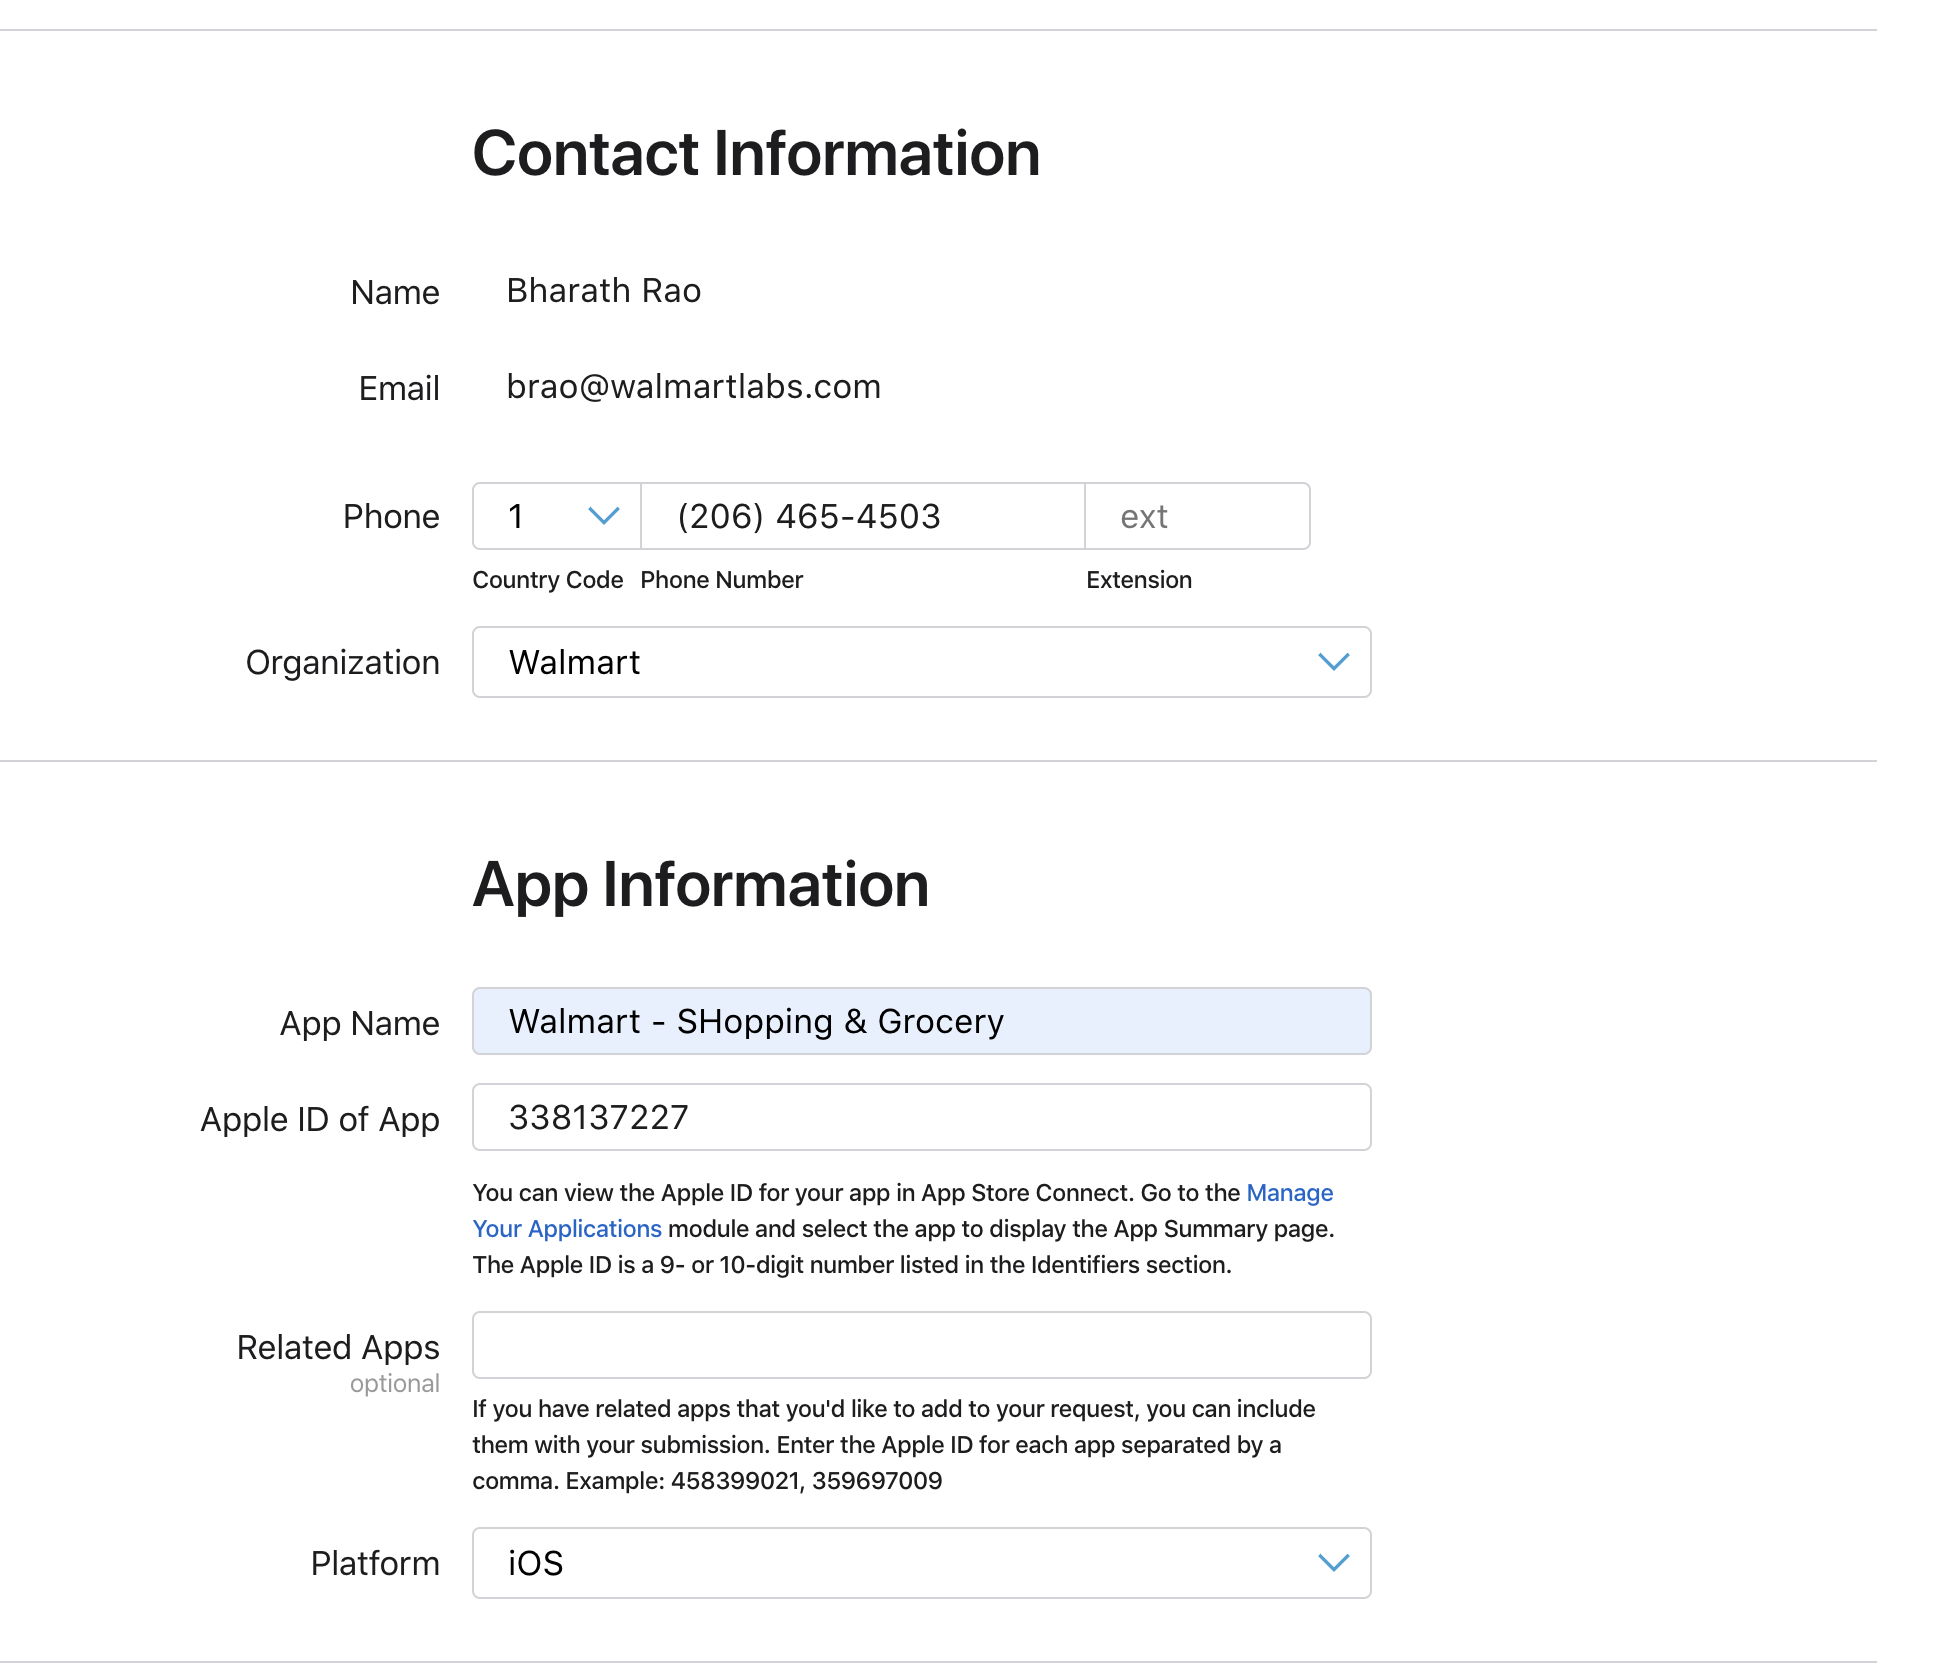 Contact Information
Name Bharath Rao
Email brao@walmartlabs.com
Phone 1 (206) 465-4503 ext
Country Code Phone Number Extension
Organization Walmart
App Information
App Name Walmart - SHopping & Grocery
Apple ID of App 338137227
You can view the Apple ID for your app in App Store Connect. Go to the Manage
Your Applications module and select the app to display the App Summary page.
The Apple ID is a 9- or 10-digit number listed in the Identifiers section.
Related Apps
optional
If you have related apps that you'd like to add to your request, you can include
them with your submission. Enter the Apple ID for each app separated by a
comma. Example: 458399021, 359697009
Platform iOS